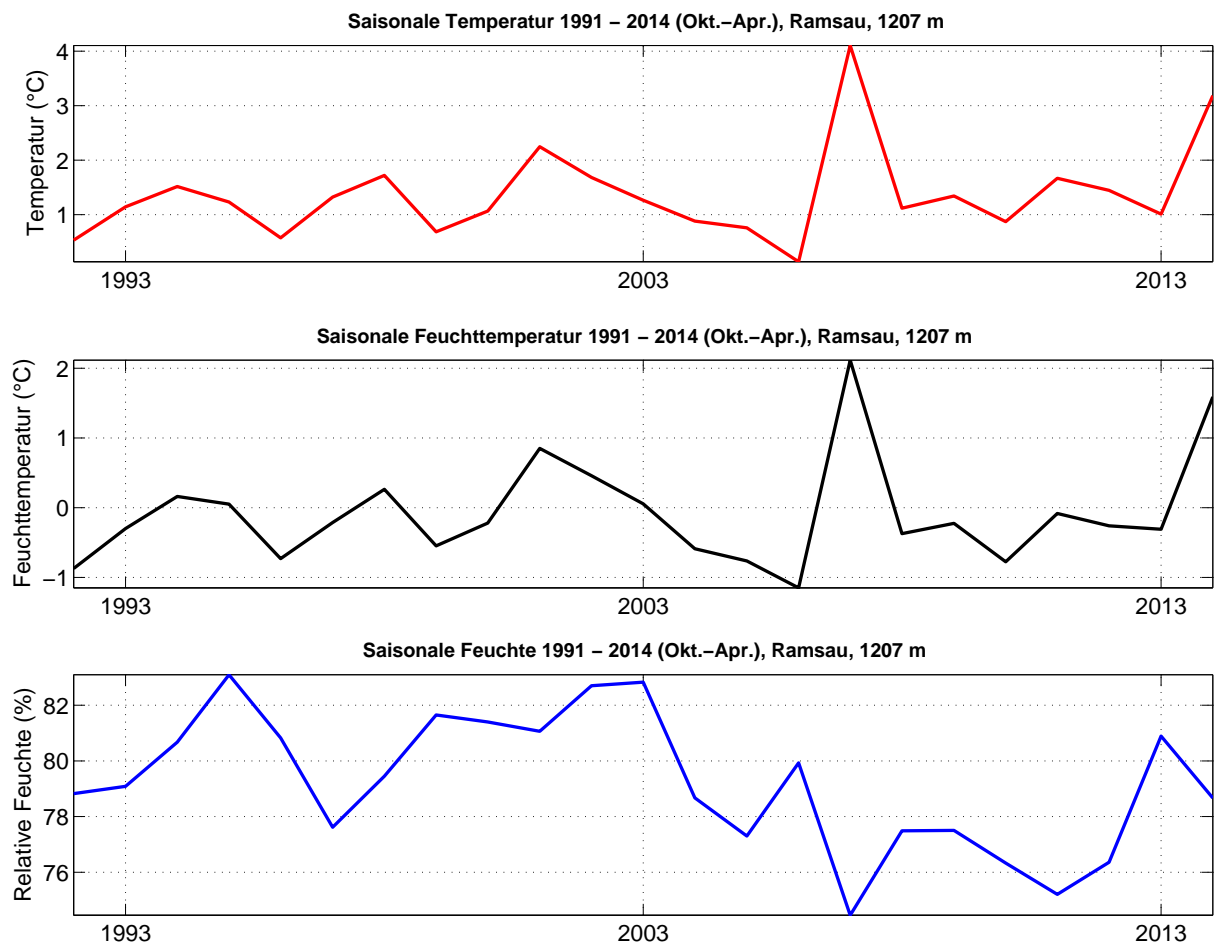 Saisonale Temperatur 1991 − 2014 (Okt.−Apr.), Ramsau, 1207 m
Temperatur (°C)
4
3
2
1
1993 2003 2013
Saisonale Feuchttemperatur 1991 − 2014 (Okt.−Apr.), Ramsau, 1207 m
Feuchttemperatur (°C)
2
1
0
−1
1993 2003 2013
Saisonale Feuchte 1991 − 2014 (Okt.−Apr.), Ramsau, 1207 m
Relative Feuchte (%)
82
80
78
76
1993 2003 2013